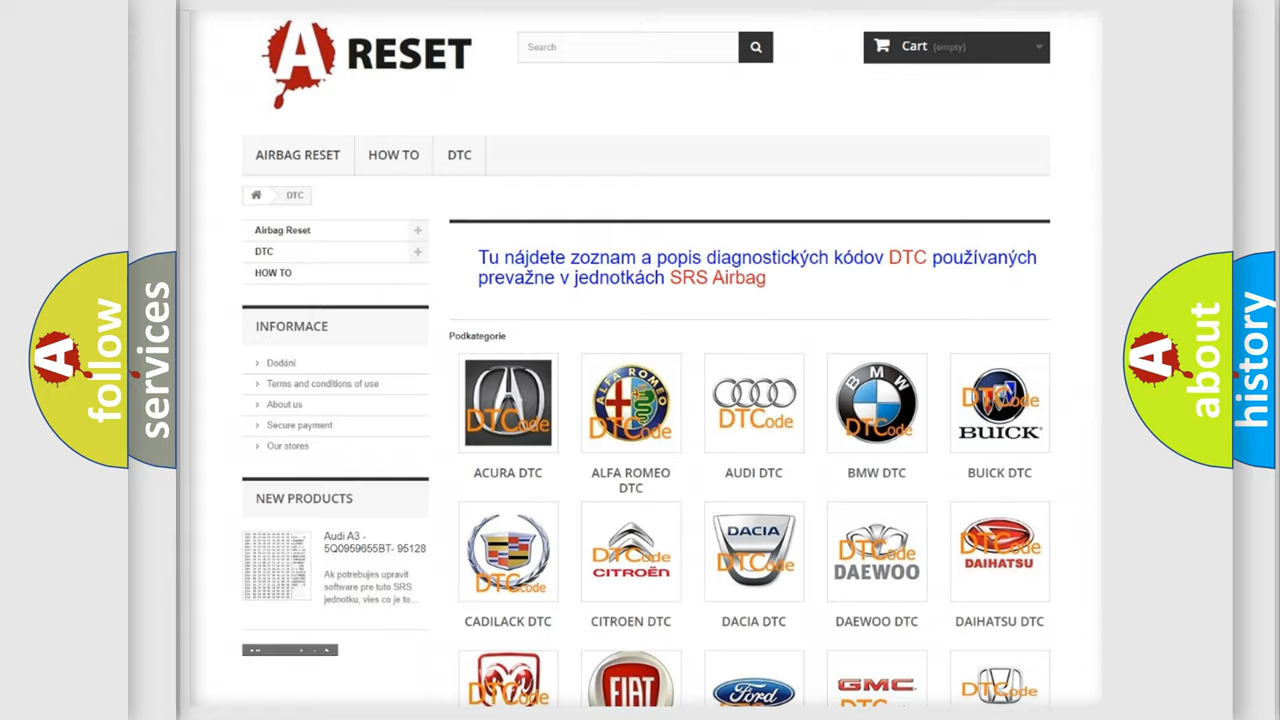 A RESET
Search
Cart (empty)
AIRBAG RESET
HOW TO
DTC
DTC
Airbag Reset
DTC
HOW TO
INFORMACE
Dodání
Terms and conditions of use
About us
Secure payment
Our stores
NEW PRODUCTS
Audi A3 -
5Q0959655BT- 95128
Ak potrebujes upravit
software pre tuto SRS
jednotku, vies co je to...
Tu nájdete zoznam a popis diagnostických kódov DTC používaných
prevažne v jednotkách SRS Airbag
Podkategorie
DTCode
ALFA ROMEO
DTCode
DTCode
BMW
DTCode
DTCode
BUICK
ACURA DTC
ALFA ROMEO
DTC
AUDI DTC
BMW DTC
BUICK DTC
DTCode
DTCode
CITROËN
DACIA
DTCode
DTCode
DAEWOO
DTCode
DAIHATSU
CADILACK DTC
CITROEN DTC
DACIA DTC
DAEWOO DTC
DAIHATSU DTC
DTCode
FIAT
Ford
GMC
DTCode
A
follow
services
A
about
history